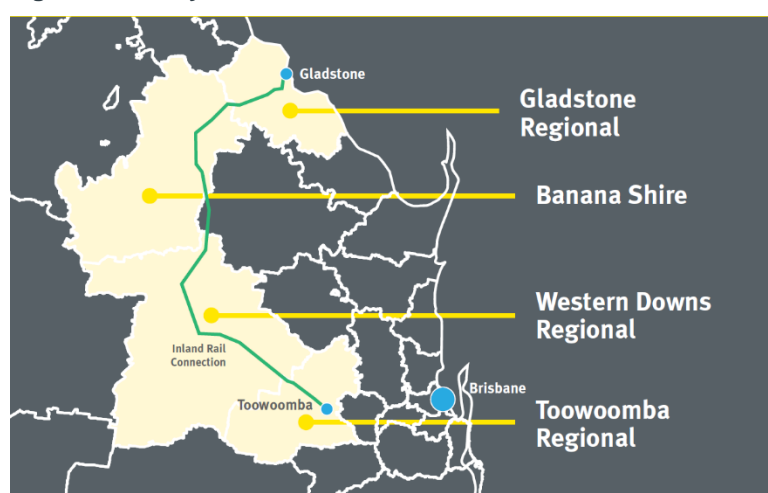 Gladstone
Gladstone
Regional
Banana Shire
Western Downs
Regional
Inland Rail
Connection
Brisbane
Toowoomba
Toowoomba
Regional